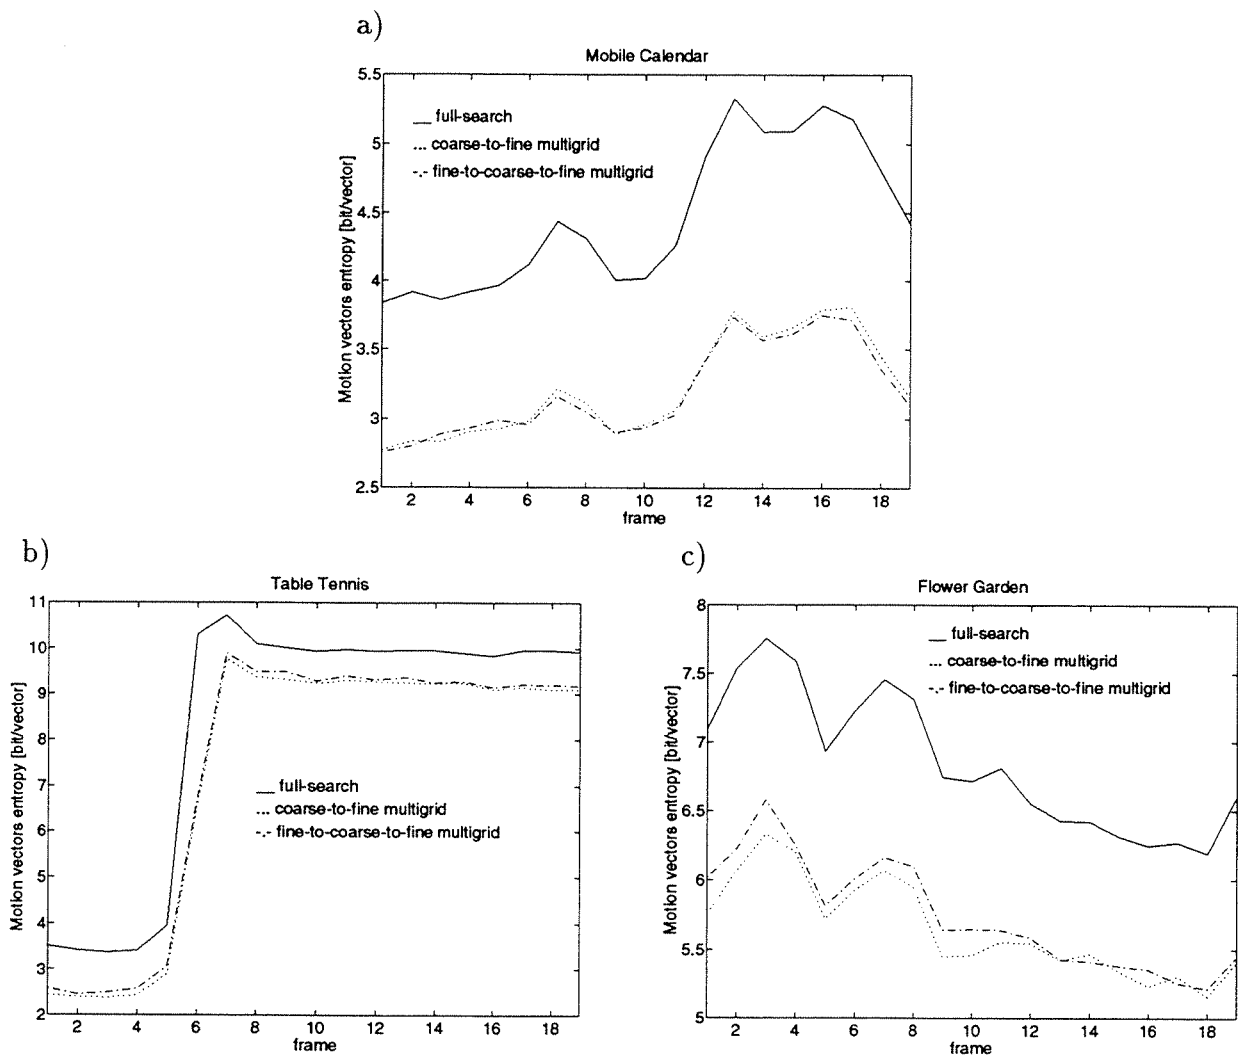 a)
Mobile Calendar
5.5
5
4.5
4
3.5
3
2.5
Motion vectors entropy [bit/vector]
__ full-search
... coarse-to-fine multigrid
-.- fine-to-coarse-to-fine multigrid
2 4 6 8 10 12 14 16 18
frame
b)
Table Tennis
11
10
9
8
7
6
5
4
3
2
Motion vectors entropy [bit/vector]
__ full-search
... coarse-to-fine multigrid
-.- fine-to-coarse-to-fine multigrid
2 4 6 8 10 12 14 16 18
frame
c)
Flower Garden
8
7.5
7
6.5
6
5.5
5
Motion vectors entropy [bit/vector]
__ full-search
... coarse-to-fine multigrid
-.- fine-to-coarse-to-fine multigrid
2 4 6 8 10 12 14 16 18
frame